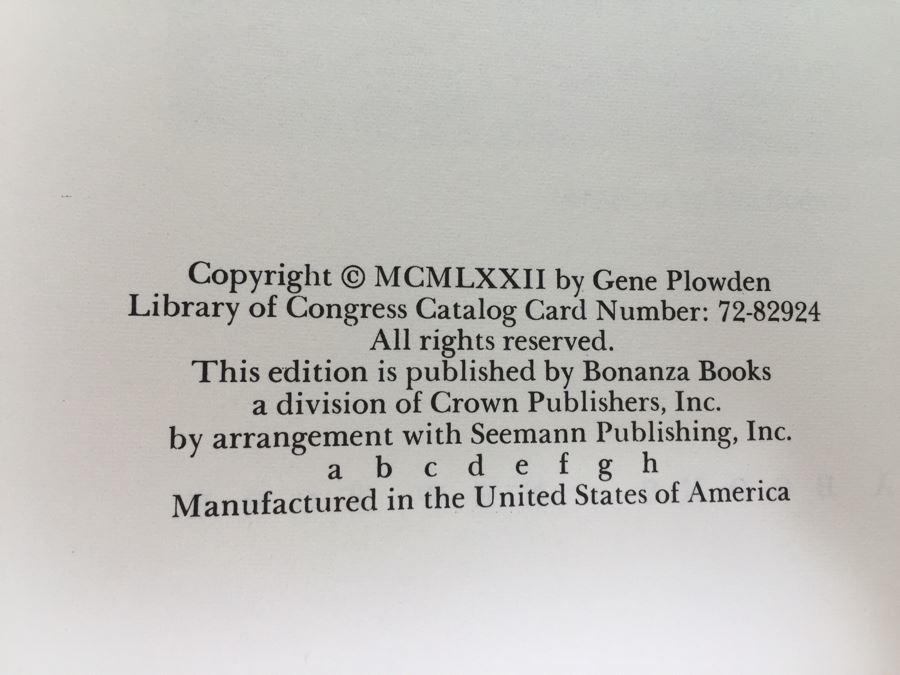 Copyright © MCMLXXII by Gene Plowden
Library of Congress Catalog Card Number: 72-82924
All rights reserved.
This edition is published by Bonanza Books
a division of Crown Publishers, Inc.
by arrangement with Seemann Publishing, Inc.
a b c d e f g h
Manufactured in the United States of America